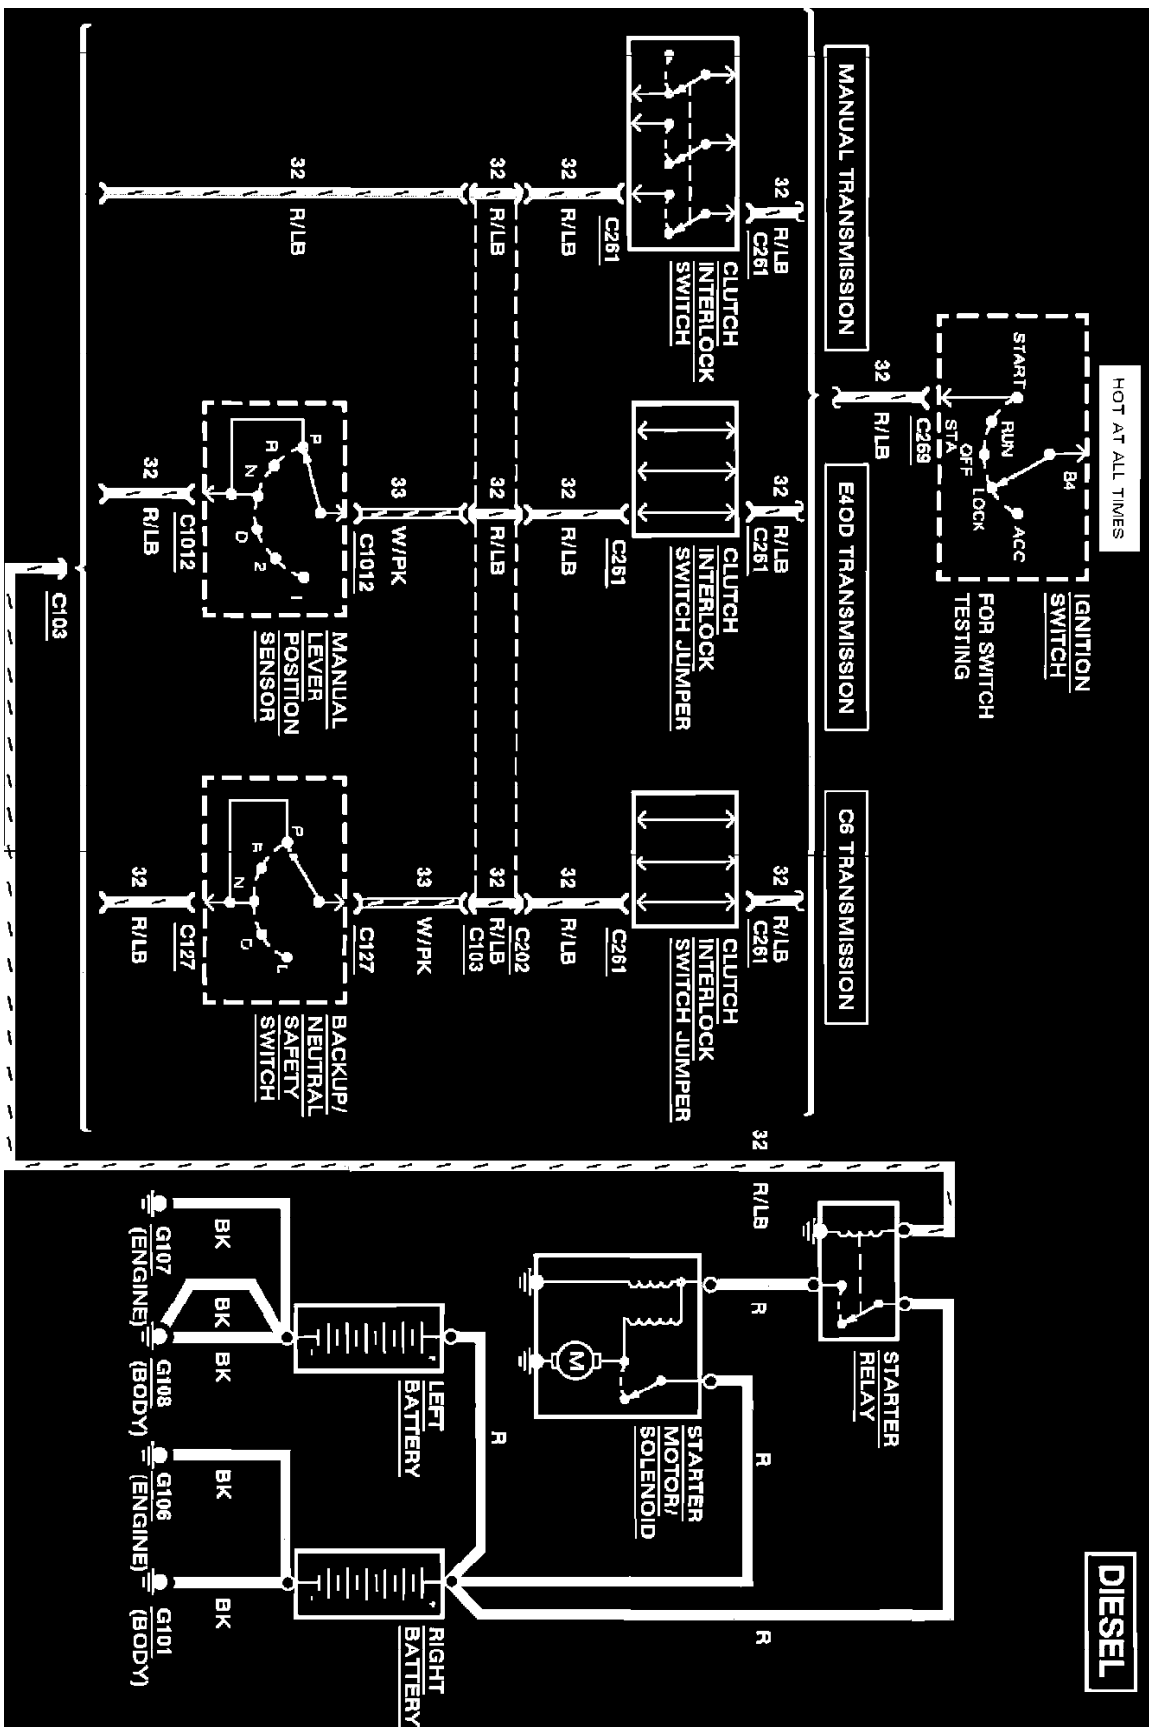 DIESEL
HOT AT ALL TIMES
B4
START
RUN
OFF
LOCK
ACC
STA
IGNITION
SWITCH
FOR SWITCH
TESTING
C269
32
R/LB
MANUAL TRANSMISSION
E4OD TRANSMISSION
C6 TRANSMISSION
32
R/LB
C261
32
R/LB
C261
32
R/LB
C261
CLUTCH
INTERLOCK
SWITCH
CLUTCH
INTERLOCK
SWITCH JUMPER
CLUTCH
INTERLOCK
SWITCH JUMPER
C261
32
R/LB
C261
32
R/LB
C261
32
R/LB
32
R/LB
32
R/LB
32
R/LB
C202
C103
33
W/PK
C1012
33
W/PK
C127
32
R/LB
P
R
N
D
2
1
MANUAL
LEVER
POSITION
SENSOR
P
R
N
D
L
BACKUP/
NEUTRAL
SAFETY
SWITCH
C1012
32
R/LB
C127
32
R/LB
C103
32
R/LB
STARTER
RELAY
R
R
R
STARTER
MOTOR/
SOLENOID
M
R
LEFT
BATTERY
RIGHT
BATTERY
BK
BK
BK
BK
BK
G107
(ENGINE)
G108
(BODY)
G106
(ENGINE)
G101
(BODY)